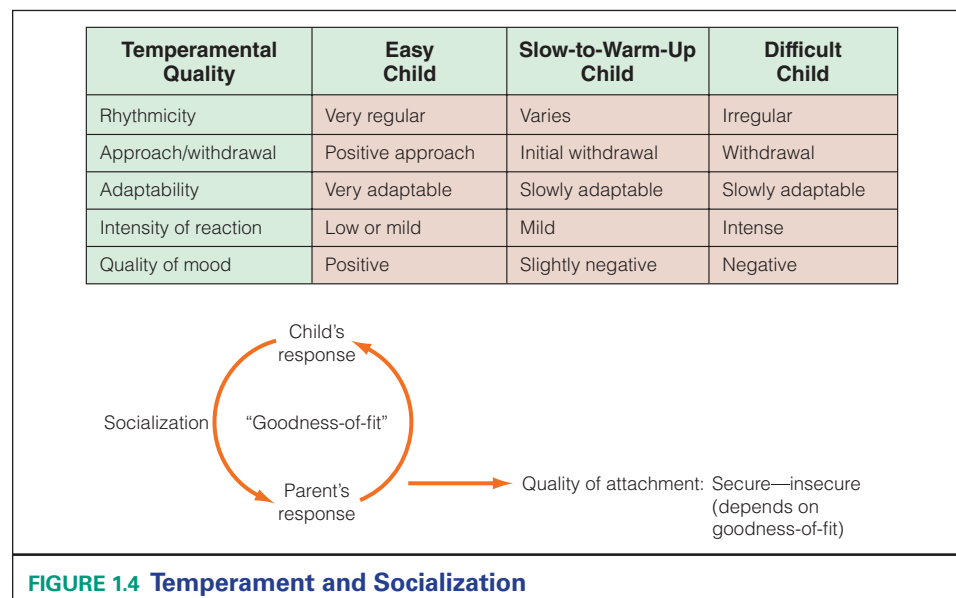 Temperamental Quality Easy Child Slow-to-Warm-Up Child Difficult Child
Rhythmicity Very regular Varies Irregular
Approach/withdrawal Positive approach Initial withdrawal Withdrawal
Adaptability Very adaptable Slowly adaptable Slowly adaptable
Intensity of reaction Low or mild Mild Intense
Quality of mood Positive Slightly negative Negative
Child's
response
Socialization "Goodness-of-fit"
Parent's
response
Quality of attachment: Secure—insecure
(depends on
goodness-of-fit)
FIGURE 1.4 Temperament and Socialization